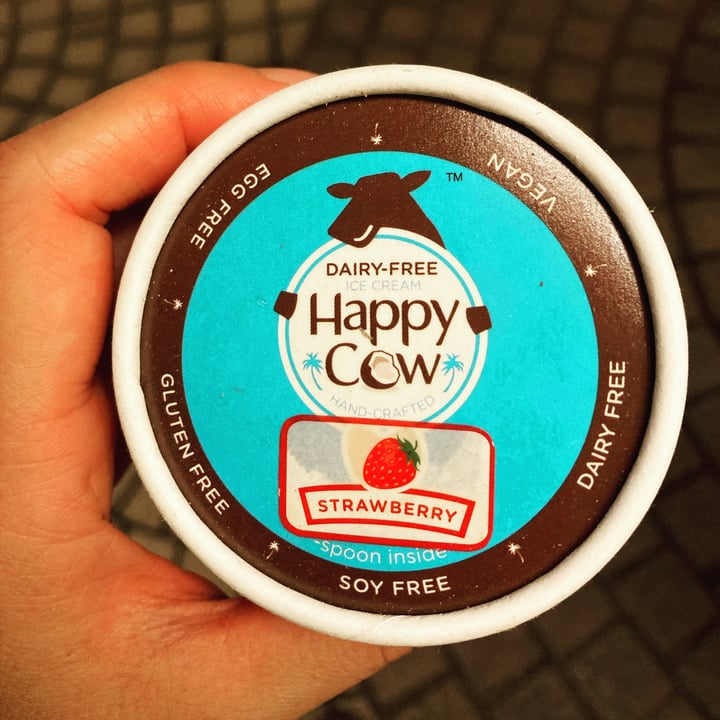 EGG FREE
VEGAN
TM
DAIRY-FREE
ICE CREAM
Happy
Cow
HAND-CRAFTED
STRAWBERRY
spoon inside
GLUTEN FREE
DAIRY FREE
SOY FREE